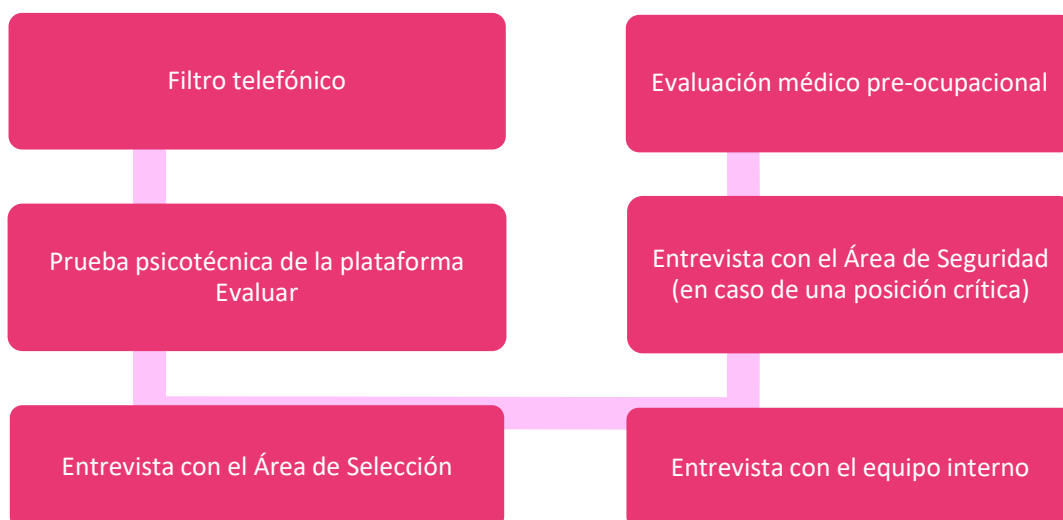 Filtro telefónico
Prueba psicotécnica de la plataforma
Evaluar
Entrevista con el Área de Selección
Entrevista con el equipo interno
Entrevista con el Área de Seguridad
(en caso de una posición crítica)
Evaluación médico pre-ocupacional